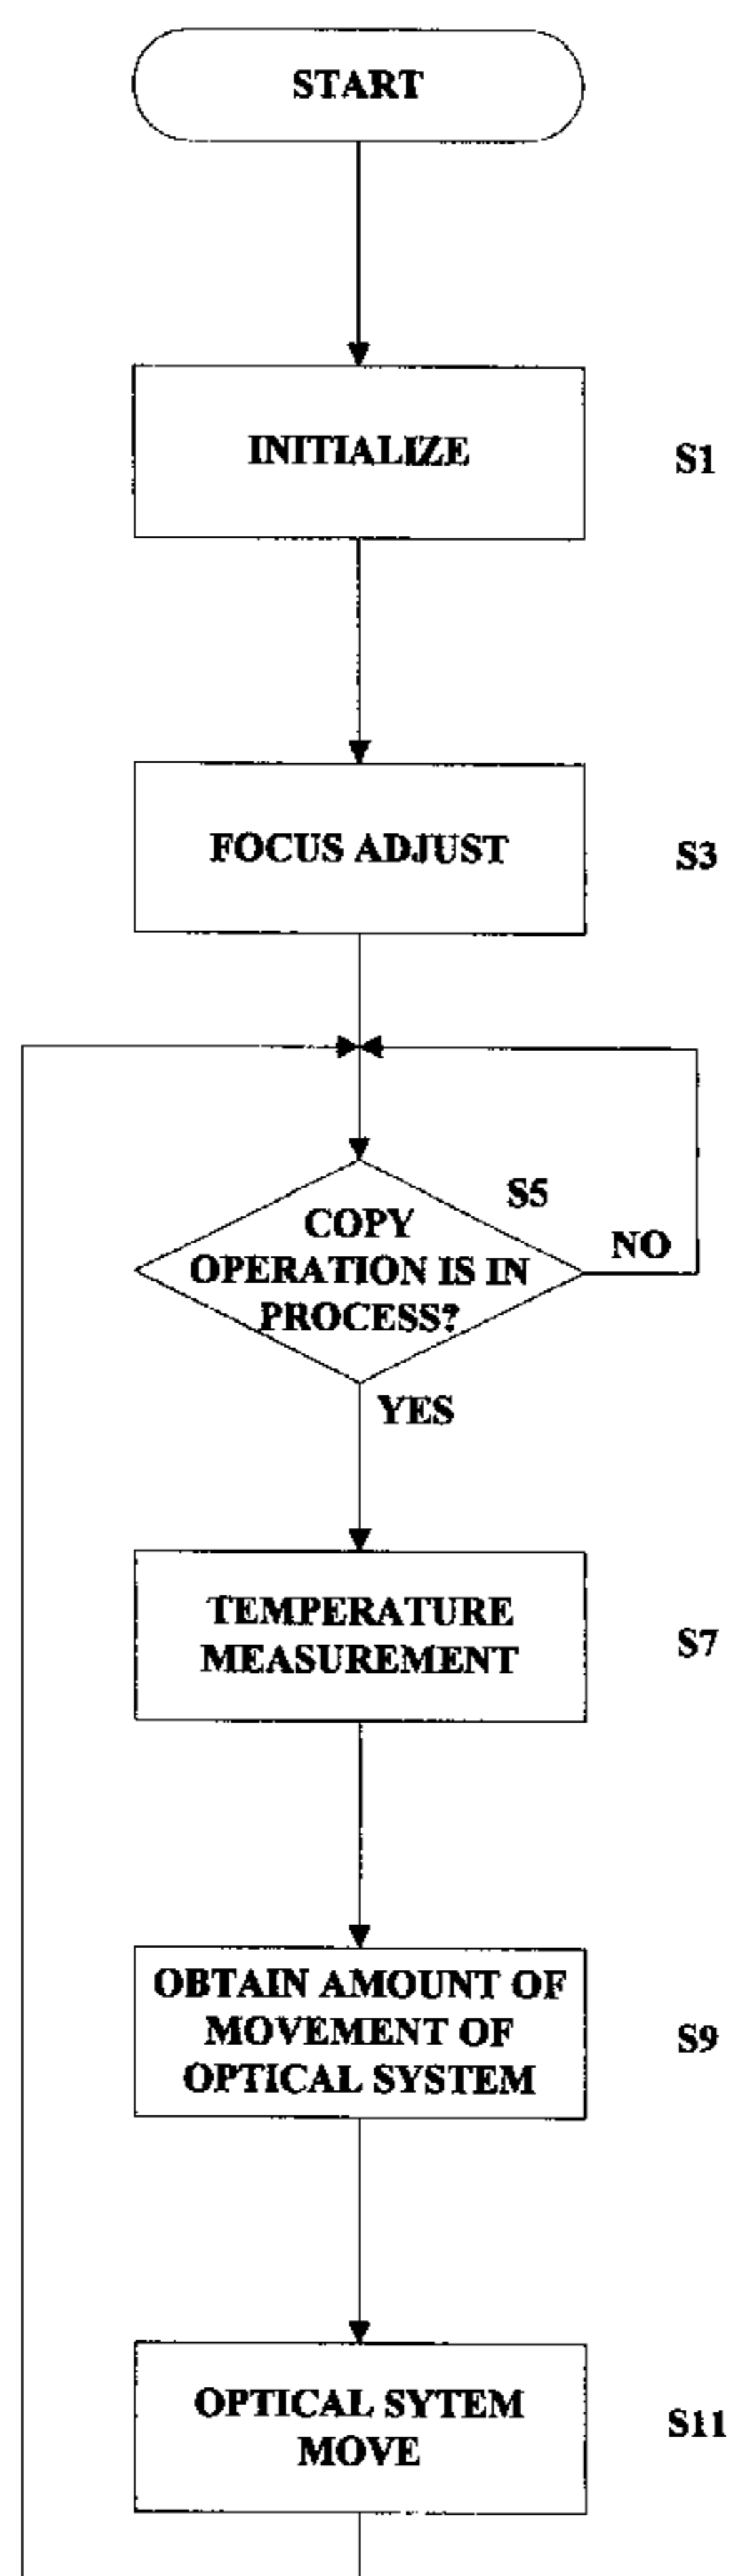 START
INITIALIZE
S1
FOCUS ADJUST
S3
S5
COPY
OPERATION IS IN
PROCESS?
NO
YES
TEMPERATURE
MEASUREMENT
S7
OBTAIN AMOUNT OF
MOVEMENT OF
OPTICAL SYSTEM
S9
OPTICAL SYTEM
MOVE
S11